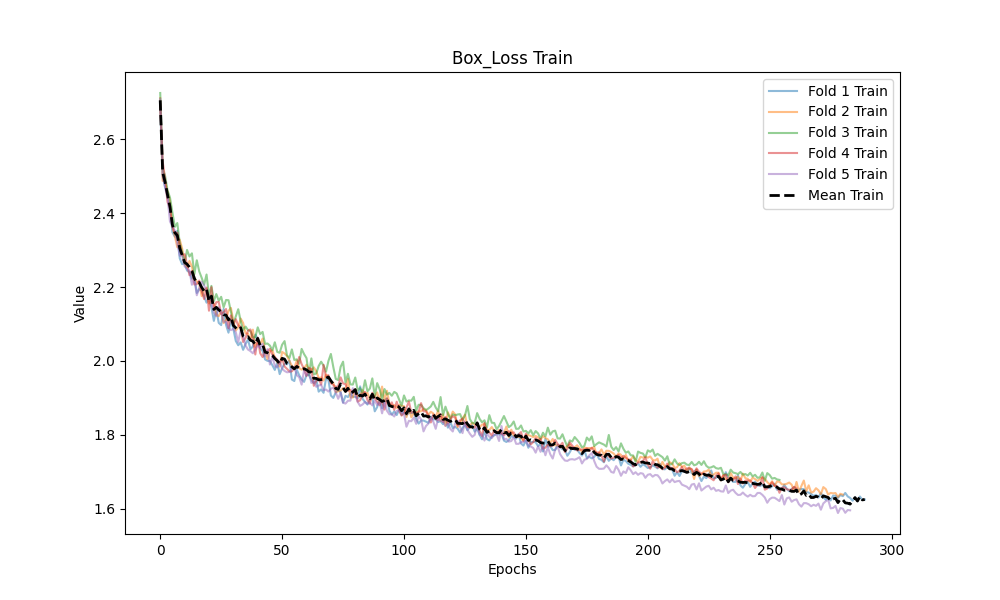 Box_Loss Train
Fold 1 Train
Fold 2 Train
Fold 3 Train
Fold 4 Train
Fold 5 Train
Mean Train
Value
2.6
2.4
2.2
2.0
1.8
1.6
0 50 100 150 200 250 300
Epochs